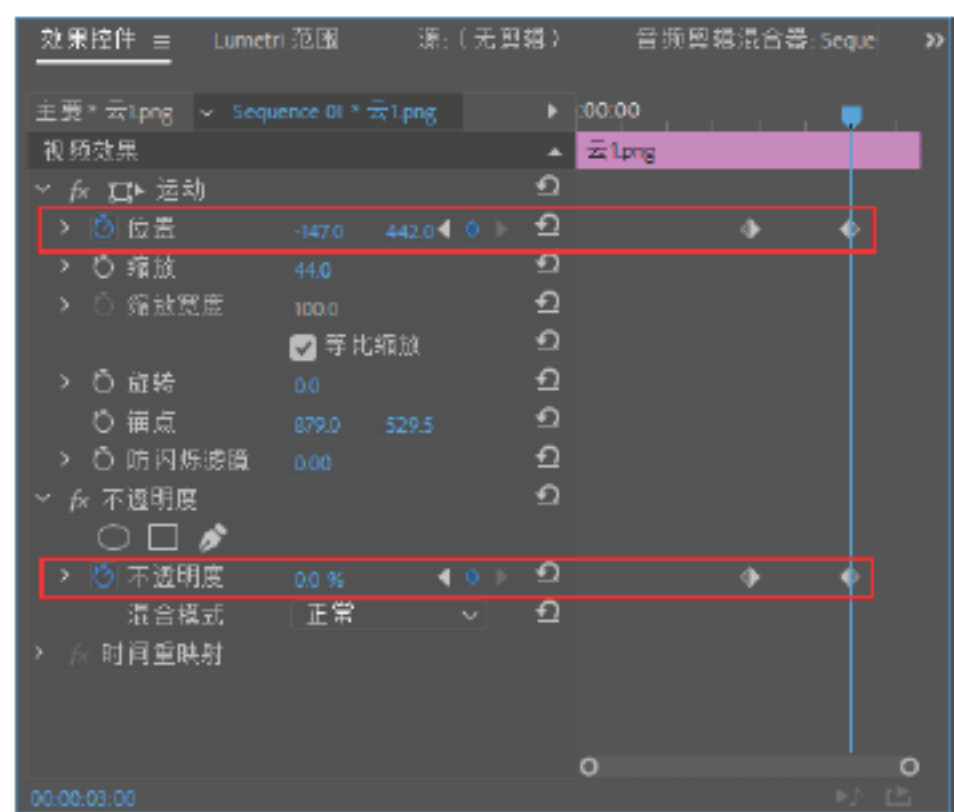 效果控件 ≡ Lumetri 范围 源:（无剪辑） 音频剪辑混合器: Seque »
主要* 云1.png Sequence 01 * 云1.png :00:00
视频效果 云1.png
fx 运动
位置 -147.0 442.0
缩放 44.0
缩放宽度 100.0
等比缩放
旋转 0.0
锚点 879.0 529.5
防闪烁滤镜 0.00
fx 不透明度
不透明度 0.0 %
混合模式 正常
fx 时间重映射
00:00:03:00